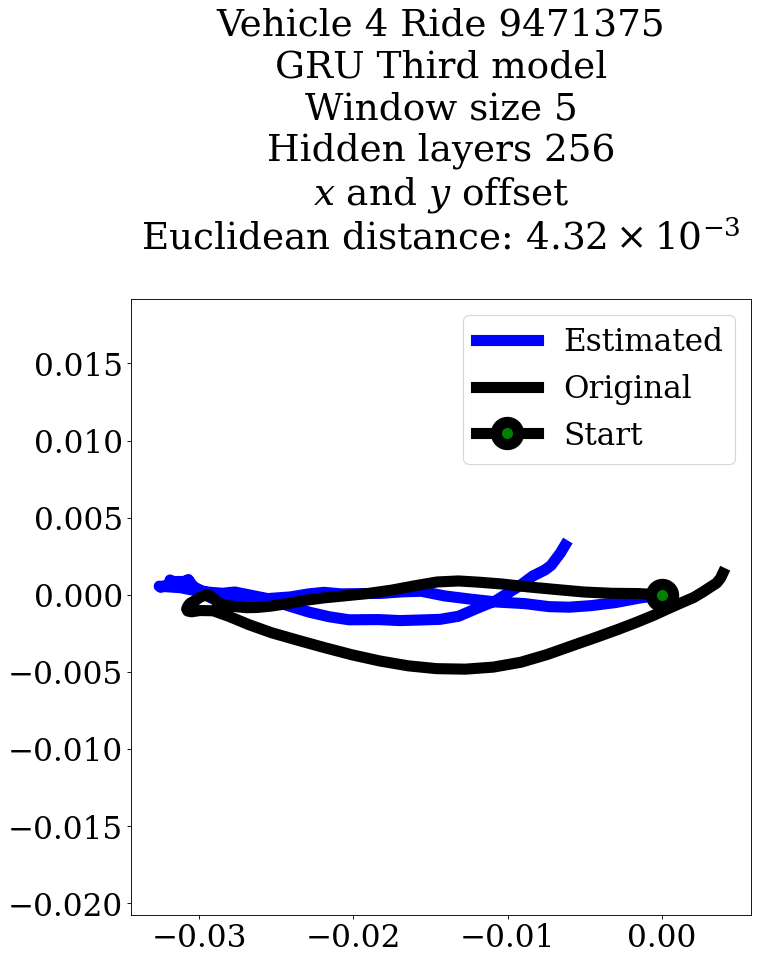 Vehicle 4 Ride 9471375
GRU Third model
Window size 5
Hidden layers 256
x and y offset
Euclidean distance: 4.32 × 10⁻³
Estimated
Original
Start
0.015
0.010
0.005
0.000
−0.005
−0.010
−0.015
−0.020
−0.03 −0.02 −0.01 0.00